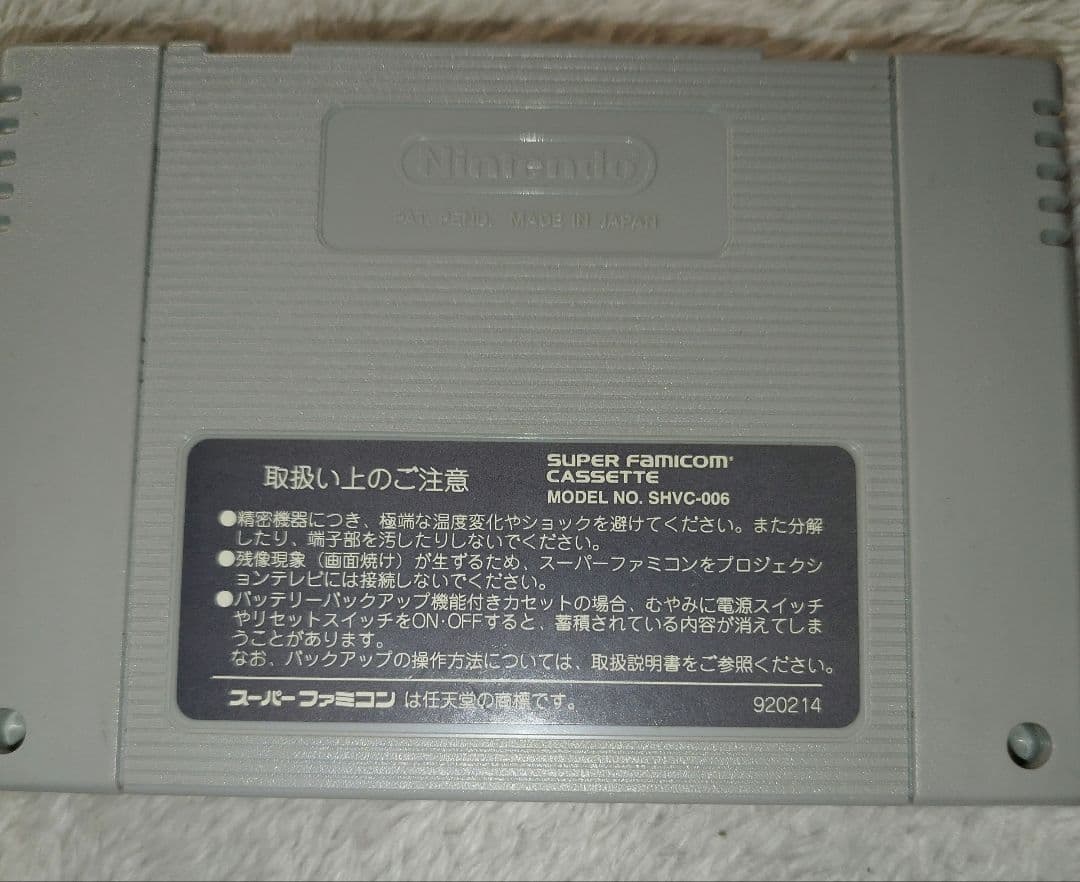 Nintendo
PAT. PEND. MADE IN JAPAN
取扱い上のご注意
SUPER FAMICOM
CASSETTE
MODEL NO. SHVC-006
●精密機器につき、極端な温度変化やショックを避けてください。また分解
したり、端子部を汚したりしないでください。
●残像現象（画面焼け）が生ずるため、スーパーファミコンをプロジェクシ
ョンテレビには接続しないでください。
●バッテリーバックアップ機能付きカセットの場合、むやみに電源スイッチ
やリセットスイッチをON·OFFすると、蓄積されている内容が消えてしま
うことがあります。
なお、バックアップの操作方法については、取扱説明書をご参照ください。
スーパーファミコン は任天堂の商標です。
920214